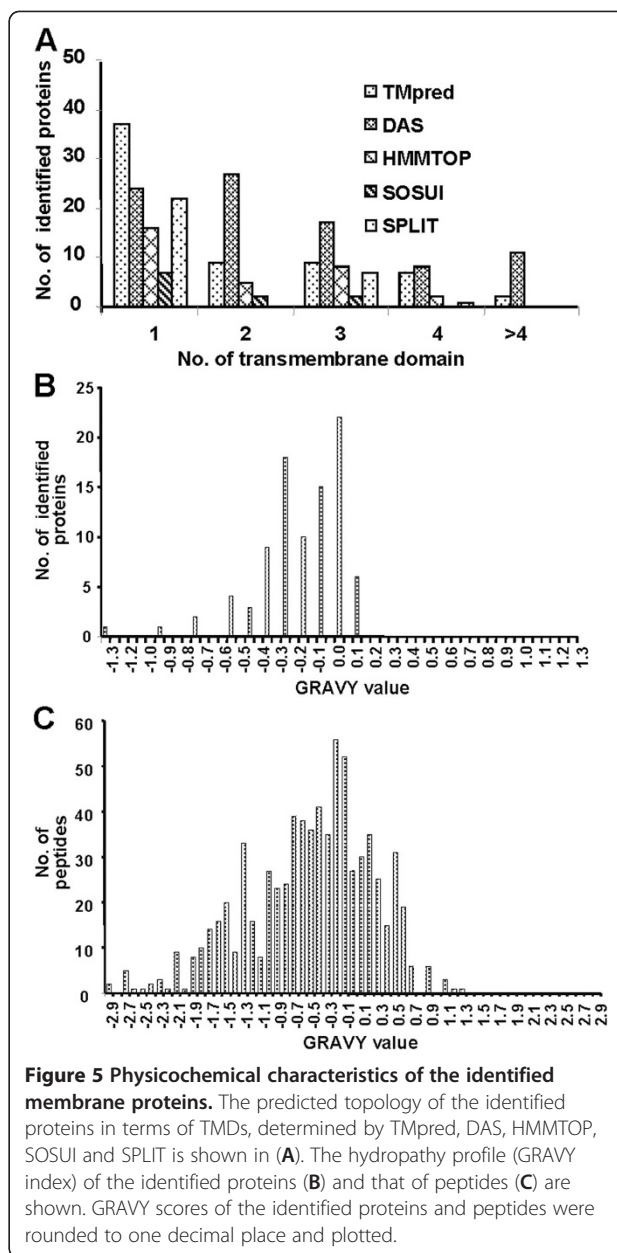 A
50
40
30
20
10
0
No. of identified proteins
TMpred
DAS
HMMTOP
SOSUI
SPLIT
1 2 3 4 >4
No. of transmembrane domain
B
25
20
15
10
5
0
No. of identified
proteins
-1.3 -1.2 -1.0 -0.9 -0.8 -0.7 -0.6 -0.5 -0.4 -0.3 -0.2 -0.1 0.0 0.2 0.3 0.4 0.5 0.6 0.7 0.8 0.9 1.0 1.1 1.2 1.3
GRAVY value
C
60
50
40
30
20
10
0
No. of
peptides
-2.9 -2.7 -2.5 -2.3 -2.1 -1.9 -1.7 -1.5 -1.3 -1.1 -0.9 -0.7 -0.5 -0.3 -0.1 0.1 0.3 0.5 0.7 0.9 1.1 1.3 1.5 1.7 1.9 2.1 2.3 2.5 2.7 2.9
GRAVY value
Figure 5 Physicochemical characteristics of the identified
membrane proteins. The predicted topology of the identified
proteins in terms of TMDs, determined by TMpred, DAS, HMMTOP,
SOSUI and SPLIT is shown in (A). The hydropathy profile (GRAVY
index) of the identified proteins (B) and that of peptides (C) are
shown. GRAVY scores of the identified proteins and peptides were
rounded to one decimal place and plotted.